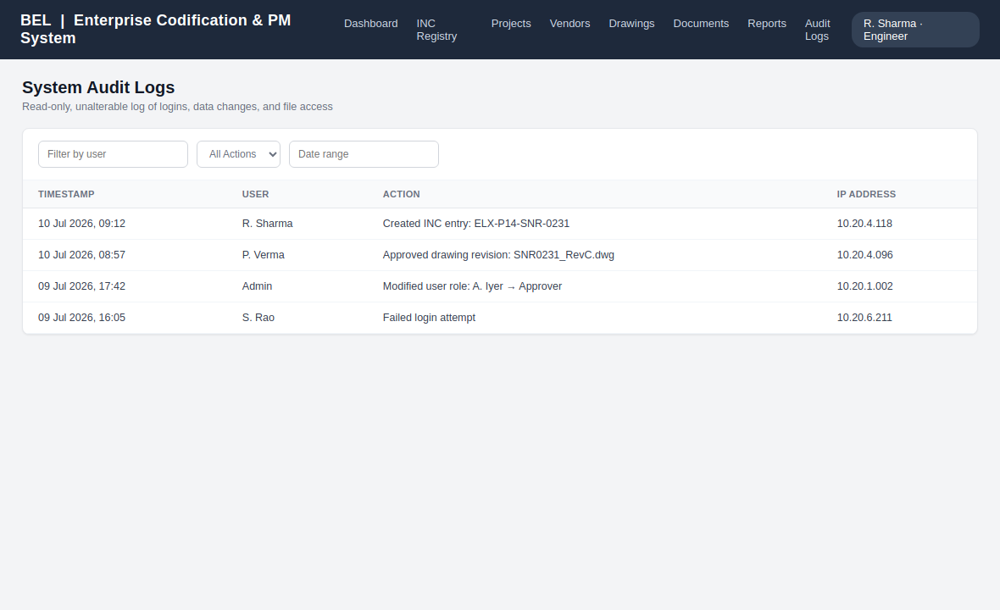 BEL | Enterprise Codification & PM System
Dashboard
INC Registry
Projects
Vendors
Drawings
Documents
Reports
Audit Logs
R. Sharma · Engineer
System Audit Logs
Read-only, unalterable log of logins, data changes, and file access
Filter by user
All Actions
Date range
TIMESTAMP USER ACTION IP ADDRESS
10 Jul 2026, 09:12 R. Sharma Created INC entry: ELX-P14-SNR-0231 10.20.4.118
10 Jul 2026, 08:57 P. Verma Approved drawing revision: SNR0231_RevC.dwg 10.20.4.096
09 Jul 2026, 17:42 Admin Modified user role: A. Iyer → Approver 10.20.1.002
09 Jul 2026, 16:05 S. Rao Failed login attempt 10.20.6.211